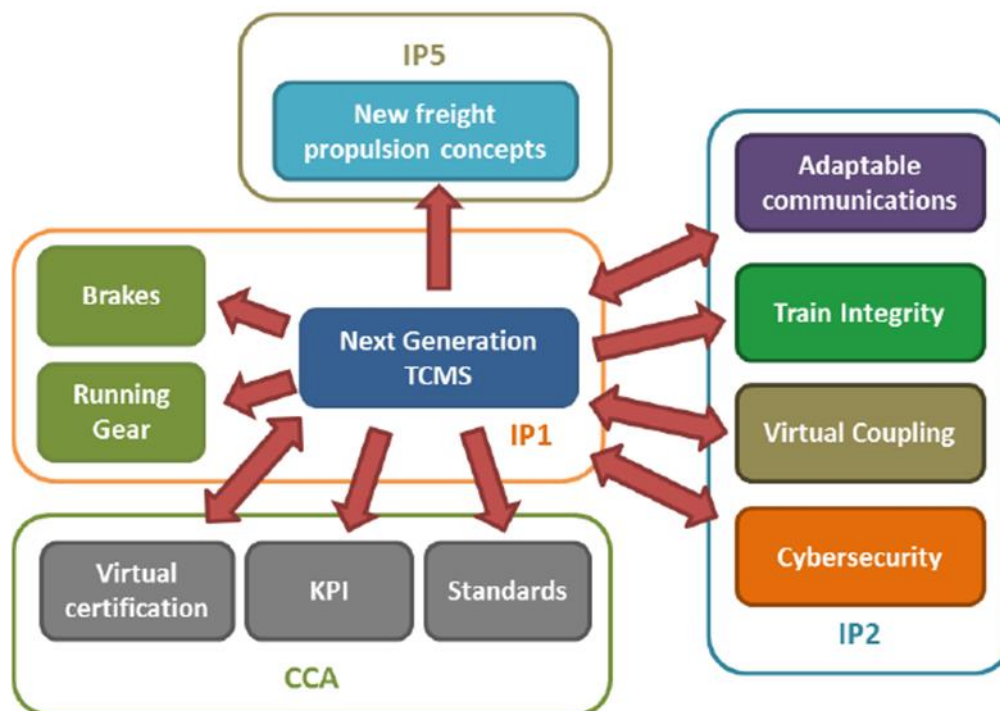 IP5
New freight
propulsion concepts
Adaptable
communications
Brakes
Next Generation
TCMS
Train Integrity
Running
Gear
IP1
Virtual Coupling
Virtual
certification
KPI
Standards
Cybersecurity
IP2
CCA